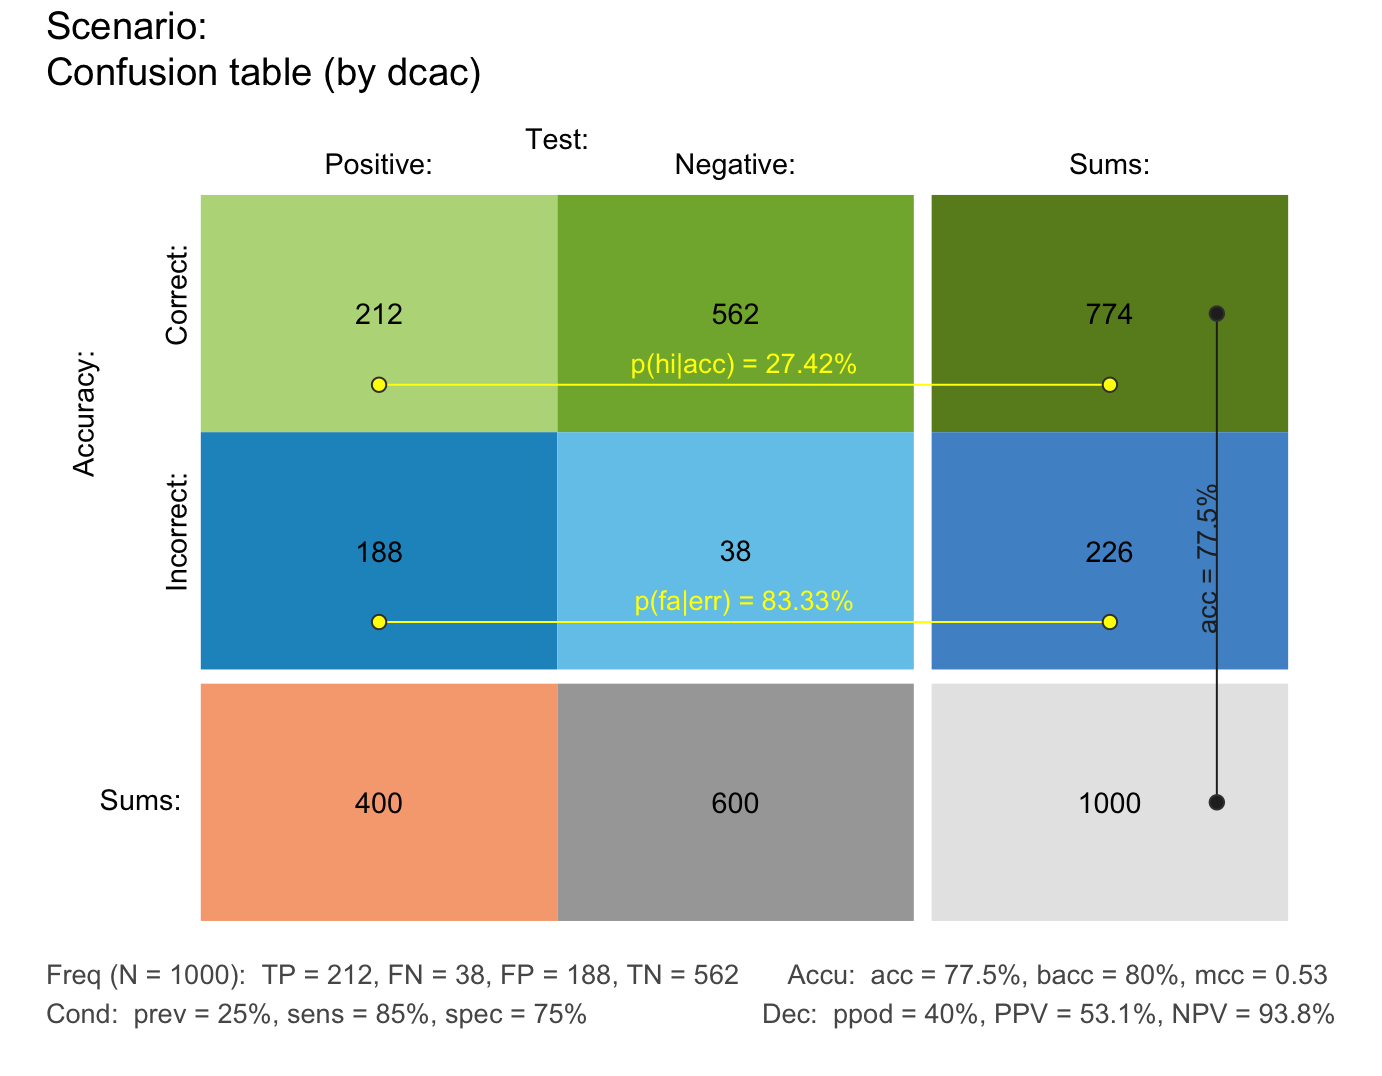 Scenario:
Confusion table (by dcac)
Test:
Positive:
Negative:
Sums:
Accuracy:
Correct:
212
562
774
p(hi|acc) = 27.42%
Incorrect:
188
38
226
p(fa|err) = 83.33%
acc = 77.5%
Sums:
400
600
1000
Freq (N = 1000):  TP = 212, FN = 38, FP = 188, TN = 562
Accu:  acc = 77.5%, bacc = 80%, mcc = 0.53
Cond:  prev = 25%, sens = 85%, spec = 75%
Dec:  ppod = 40%, PPV = 53.1%, NPV = 93.8%